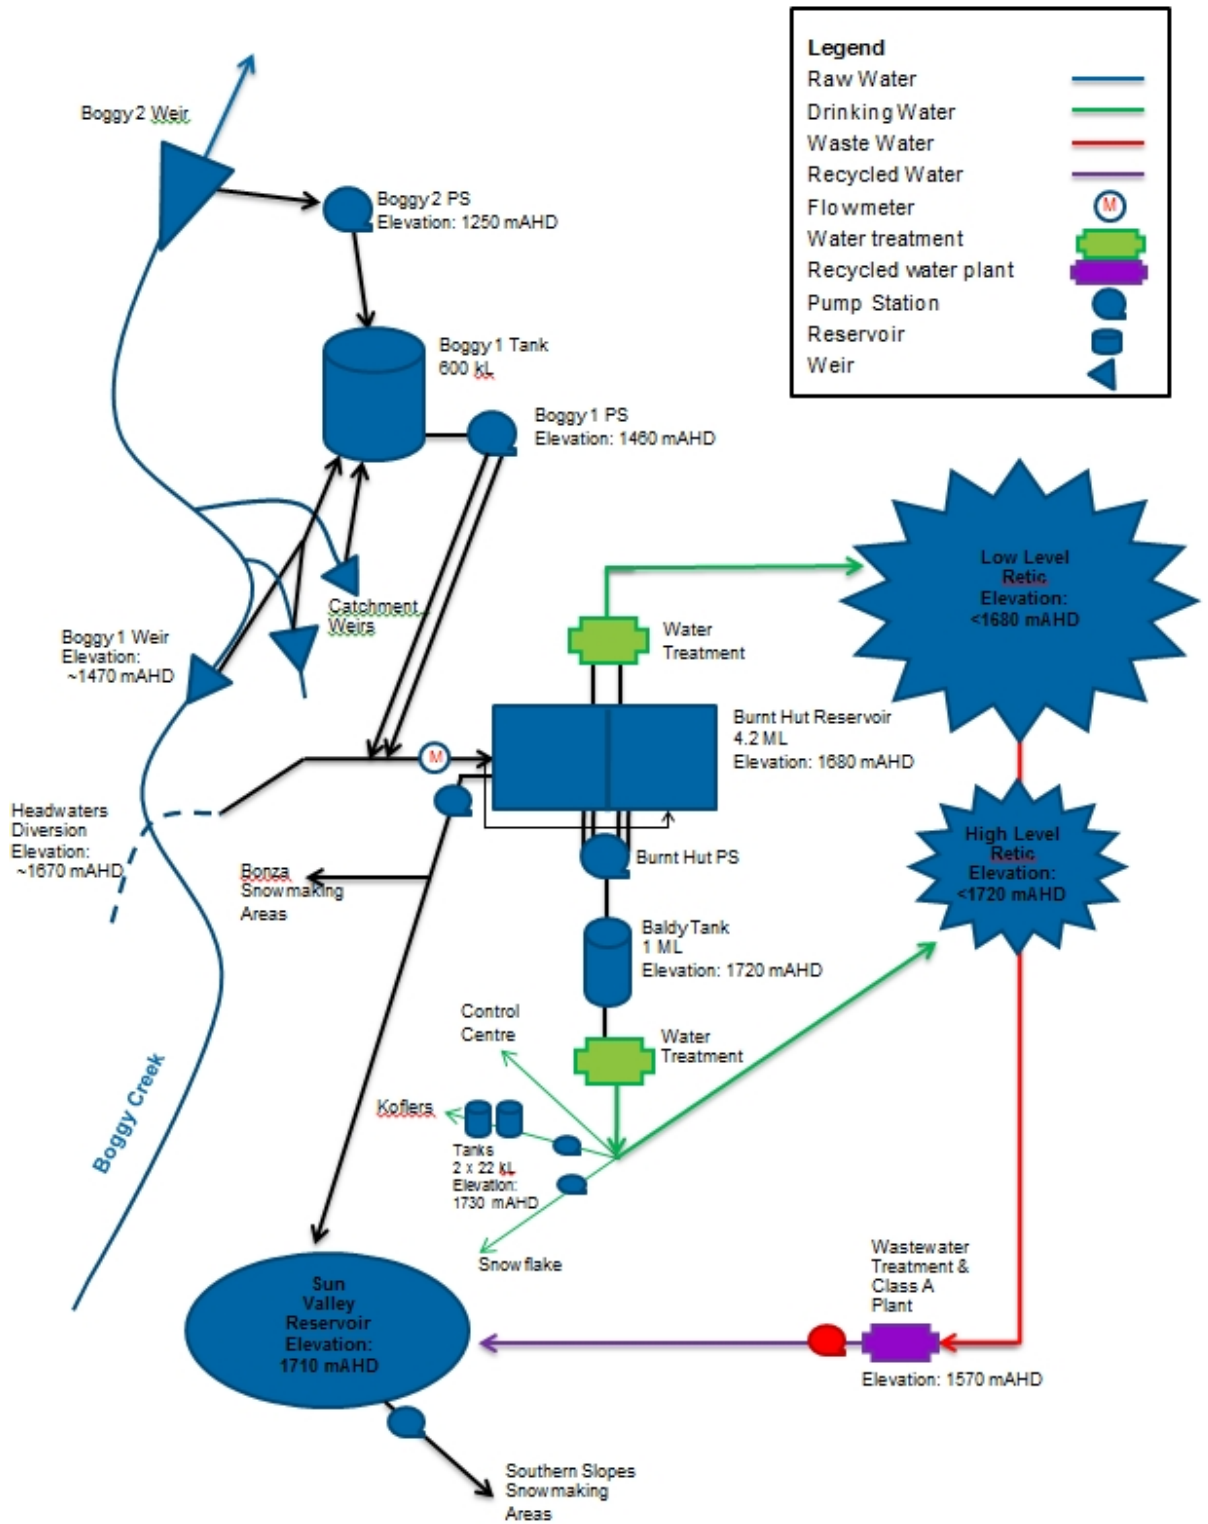 Legend
Raw Water
Drinking Water
Waste Water
Recycled Water
Flowmeter
M
Water treatment
Recycled water plant
Pump Station
Reservoir
Weir
Boggy 2 Weir
Boggy 2 PS
Elevation: 1250 mAHD
Boggy 1 Tank
600 kL
Boggy 1 PS
Elevation: 1460 mAHD
Catchment
Weirs
Boggy 1 Weir
Elevation:
~1470 mAHD
Water
Treatment
Low Level
Retic
Elevation:
<1680 mAHD
Burnt Hut Reservoir
4.2 ML
Elevation: 1680 mAHD
M
Headwaters
Diversion
Elevation:
~1670 mAHD
High Level
Retic
Elevation:
<1720 mAHD
Burnt Hut PS
Bonza
Snowmaking
Areas
Baldy Tank
1 ML
Elevation: 1720 mAHD
Control
Centre
Water
Treatment
Boggy Creek
Koflers
Tanks
2 x 22 kL
Elevation:
1730 mAHD
Snowflake
Wastewater
Treatment &
Class A
Plant
Elevation: 1570 mAHD
Sun
Valley
Reservoir
Elevation:
1710 mAHD
Southern Slopes
Snowmaking
Areas